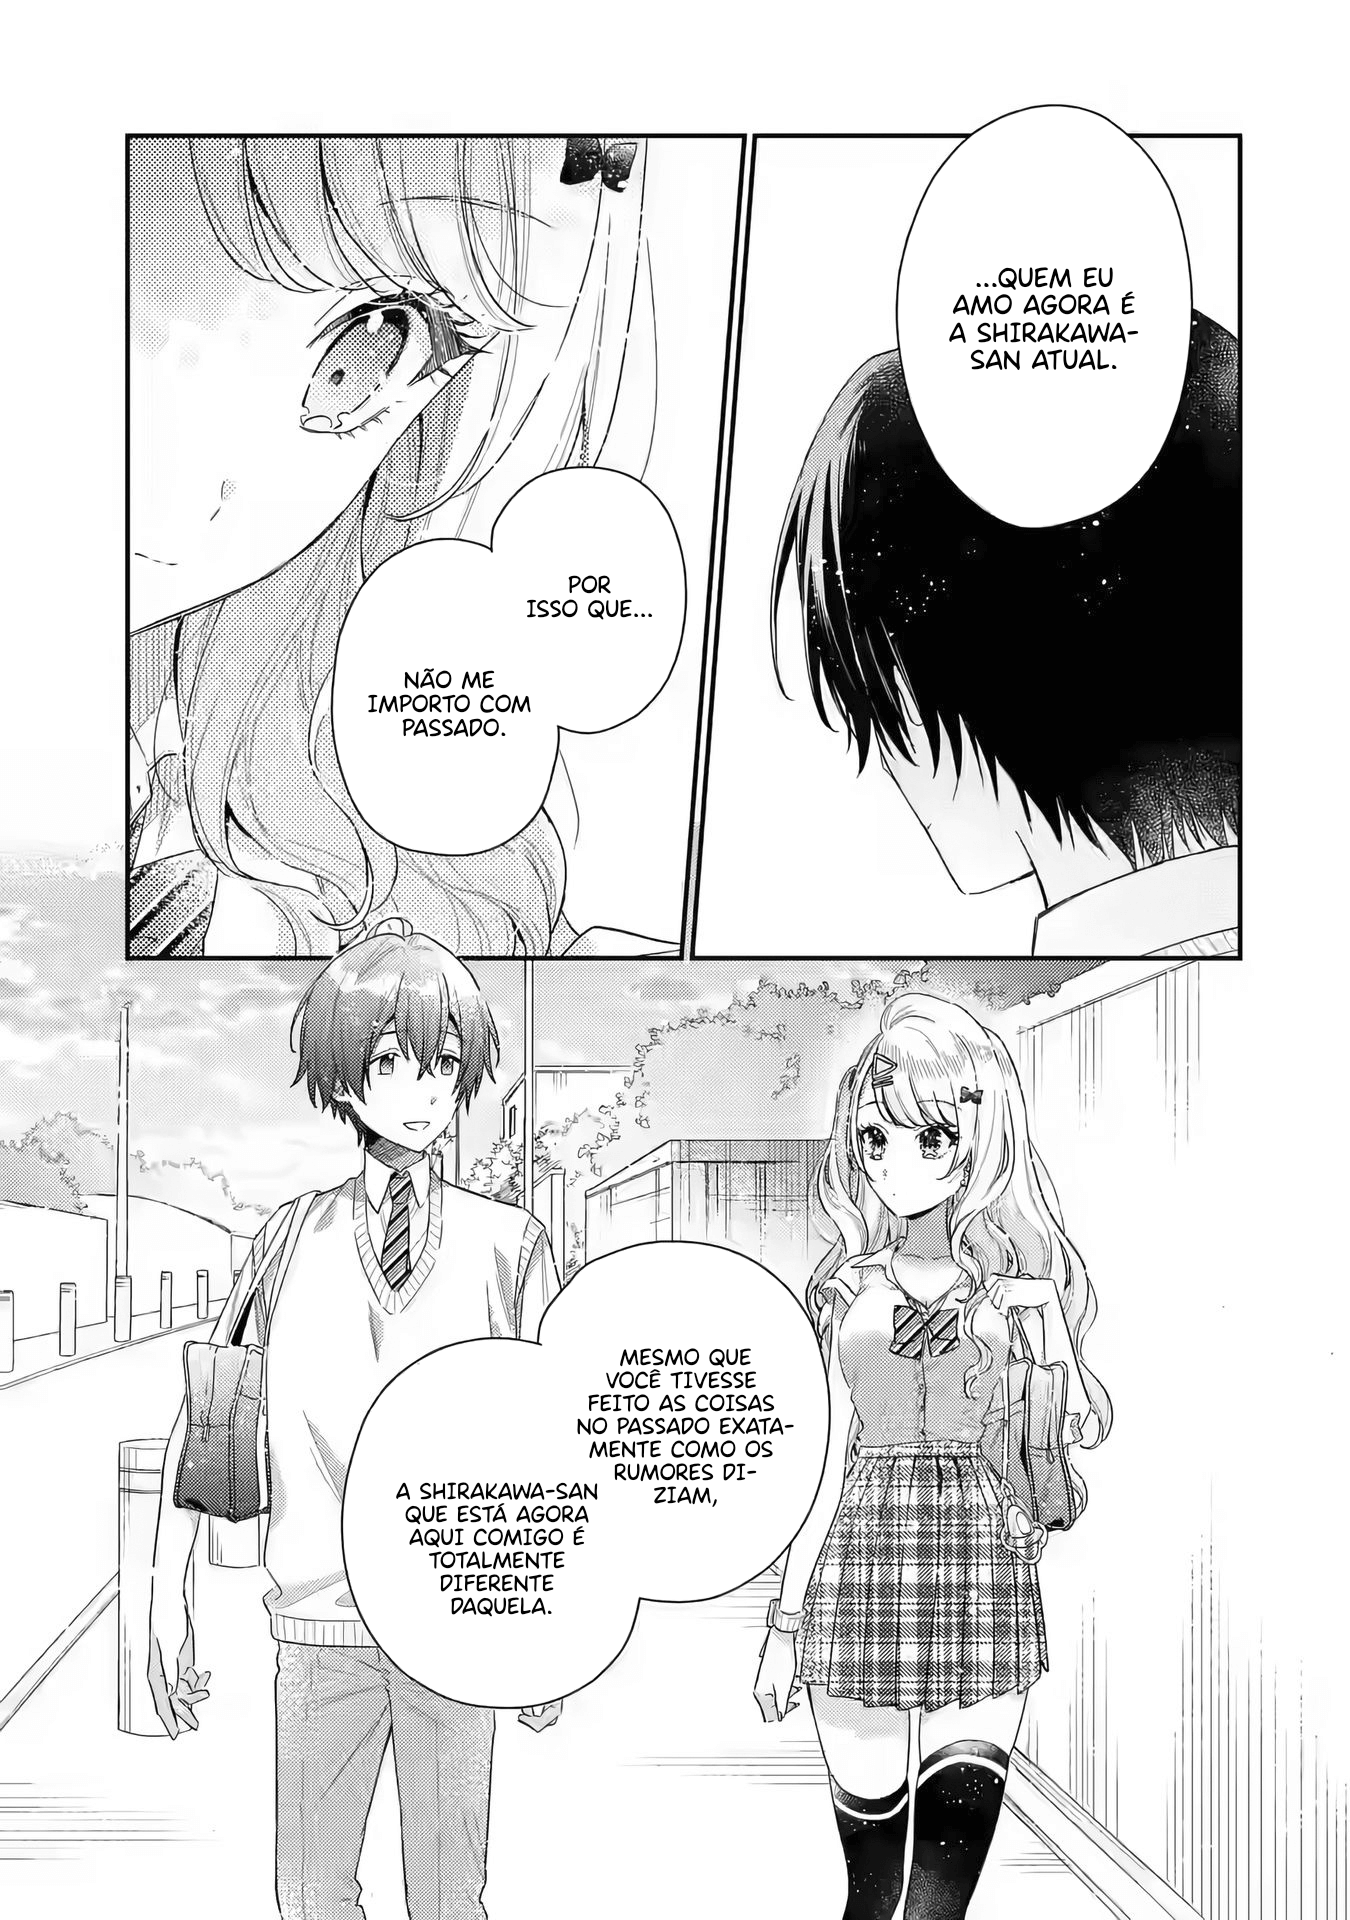 ...QUEM EU
AMO AGORA É
A SHIRAKAWA-
SAN ATUAL.
POR
ISSO QUE...
NÃO ME
IMPORTO COM
PASSADO.
MESMO QUE
VOCÊ TIVESSE
FEITO AS COISAS
NO PASSADO EXATA-
MENTE COMO OS
RUMORES DI-
ZIAM,
A SHIRAKAWA-SAN
QUE ESTÁ AGORA
AQUI COMIGO É
TOTALMENTE
DIFERENTE
DAQUELA.